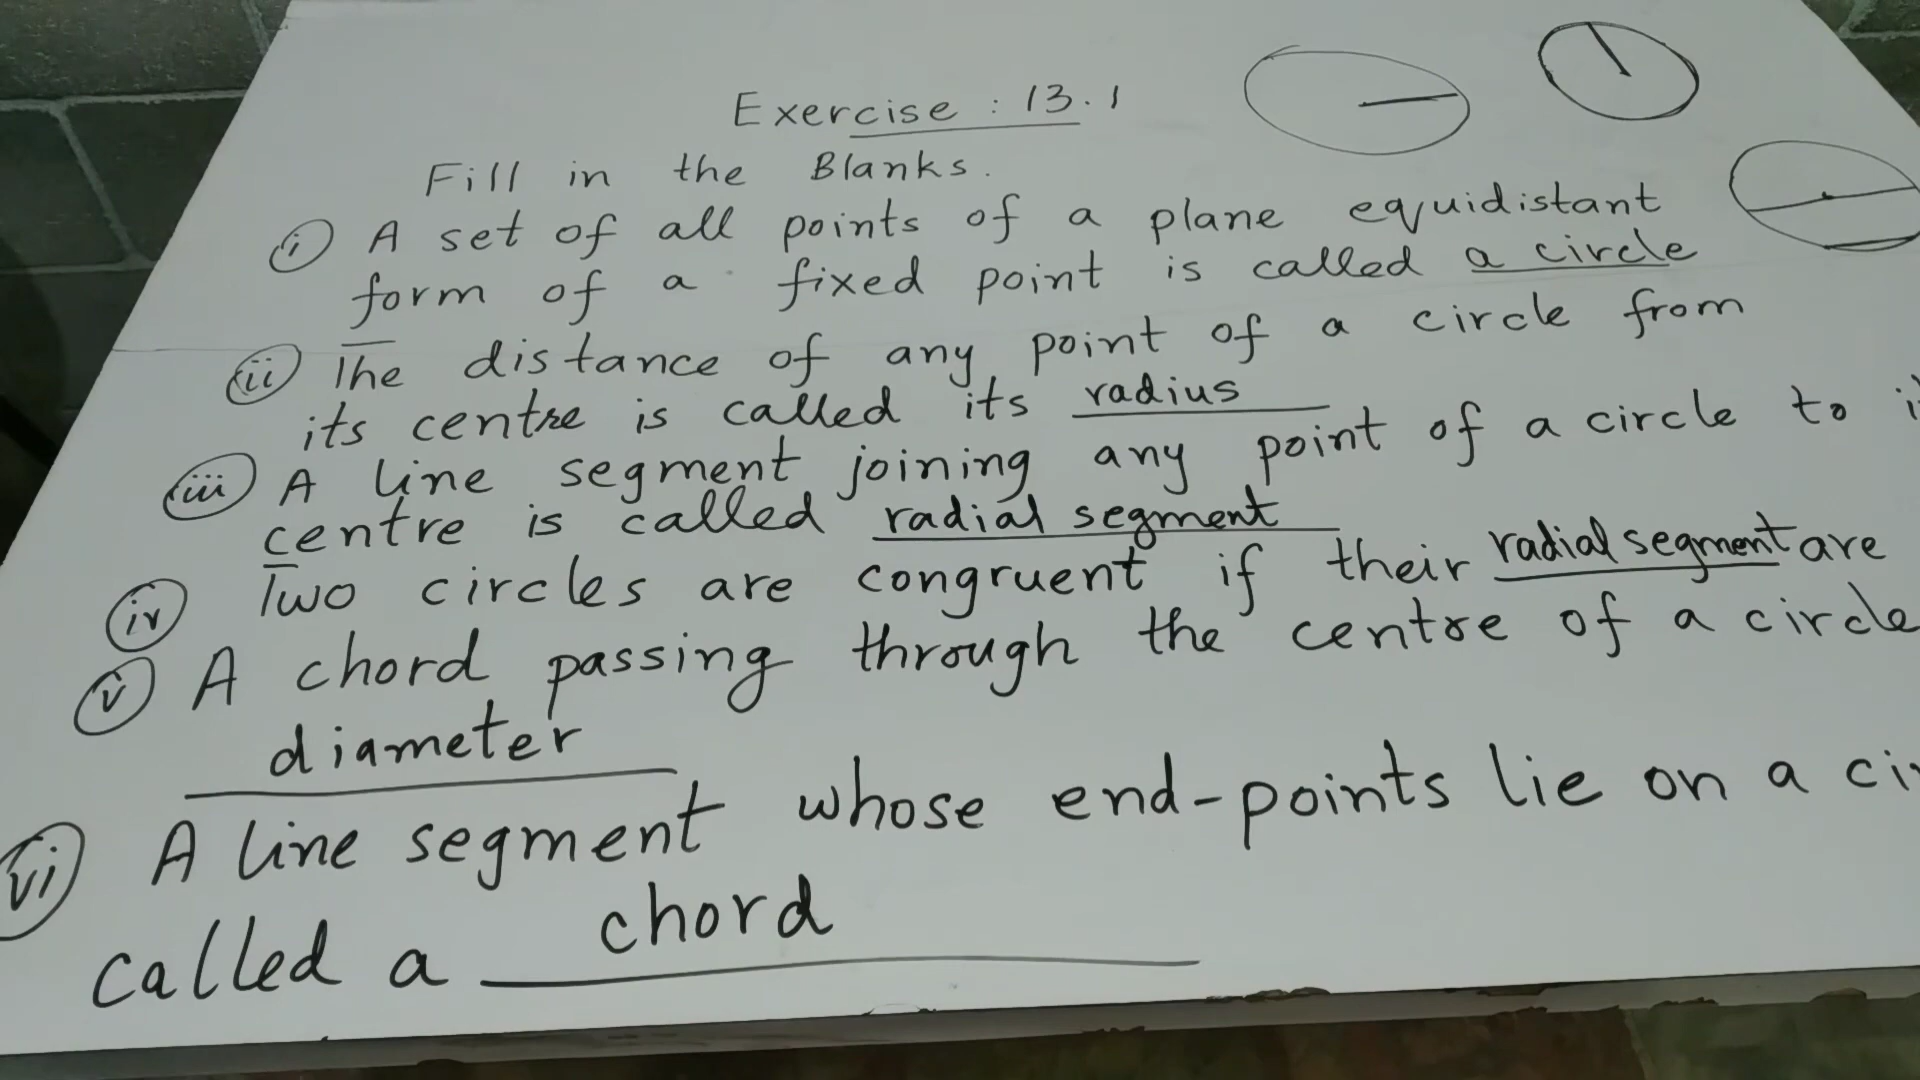 Exercise : 13.1
Fill in the Blanks.
(i) A set of all points of a plane equidistant
form of a fixed point is called a circle
(ii) The distance of any point of a circle from
its centre is called its radius
(iii) A line segment joining any point of a circle to
centre is called radial segment
(iv) Two circles are congruent if their radial segment are
(v) A chord passing through the centre of a circle
diameter
(vi) A line segment whose end-points lie on a
called a chord